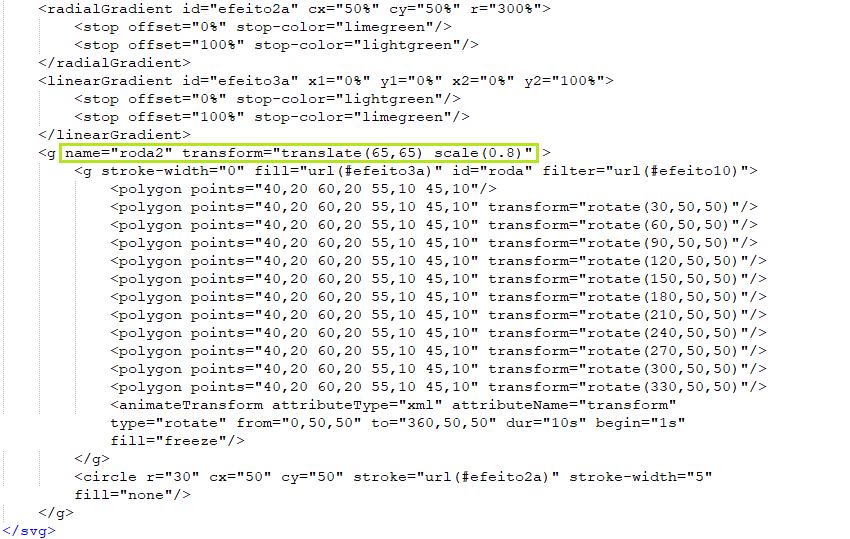 <radialGradient id="efeito2a" cx="50%" cy="50%" r="300%">
<stop offset="0%" stop-color="limegreen"/>
<stop offset="100%" stop-color="lightgreen"/>
</radialGradient>
<linearGradient id="efeito3a" x1="0%" y1="0%" x2="0%" y2="100%">
<stop offset="0%" stop-color="lightgreen"/>
<stop offset="100%" stop-color="limegreen"/>
</linearGradient>
<g name="roda2" transform="translate(65,65) scale(0.8)" >
<g stroke-width="0" fill="url(#efeito3a)" id="roda" filter="url(#efeito10)">
<polygon points="40,20 60,20 55,10 45,10"/>
<polygon points="40,20 60,20 55,10 45,10" transform="rotate(30,50,50)"/>
<polygon points="40,20 60,20 55,10 45,10" transform="rotate(60,50,50)"/>
<polygon points="40,20 60,20 55,10 45,10" transform="rotate(90,50,50)"/>
<polygon points="40,20 60,20 55,10 45,10" transform="rotate(120,50,50)"/>
<polygon points="40,20 60,20 55,10 45,10" transform="rotate(150,50,50)"/>
<polygon points="40,20 60,20 55,10 45,10" transform="rotate(180,50,50)"/>
<polygon points="40,20 60,20 55,10 45,10" transform="rotate(210,50,50)"/>
<polygon points="40,20 60,20 55,10 45,10" transform="rotate(240,50,50)"/>
<polygon points="40,20 60,20 55,10 45,10" transform="rotate(270,50,50)"/>
<polygon points="40,20 60,20 55,10 45,10" transform="rotate(300,50,50)"/>
<polygon points="40,20 60,20 55,10 45,10" transform="rotate(330,50,50)"/>
<animateTransform attributeType="xml" attributeName="transform"
type="rotate" from="0,50,50" to="360,50,50" dur="10s" begin="1s"
fill="freeze"/>
</g>
<circle r="30" cx="50" cy="50" stroke="url(#efeito2a)" stroke-width="5"
fill="none"/>
</g>
</svg>